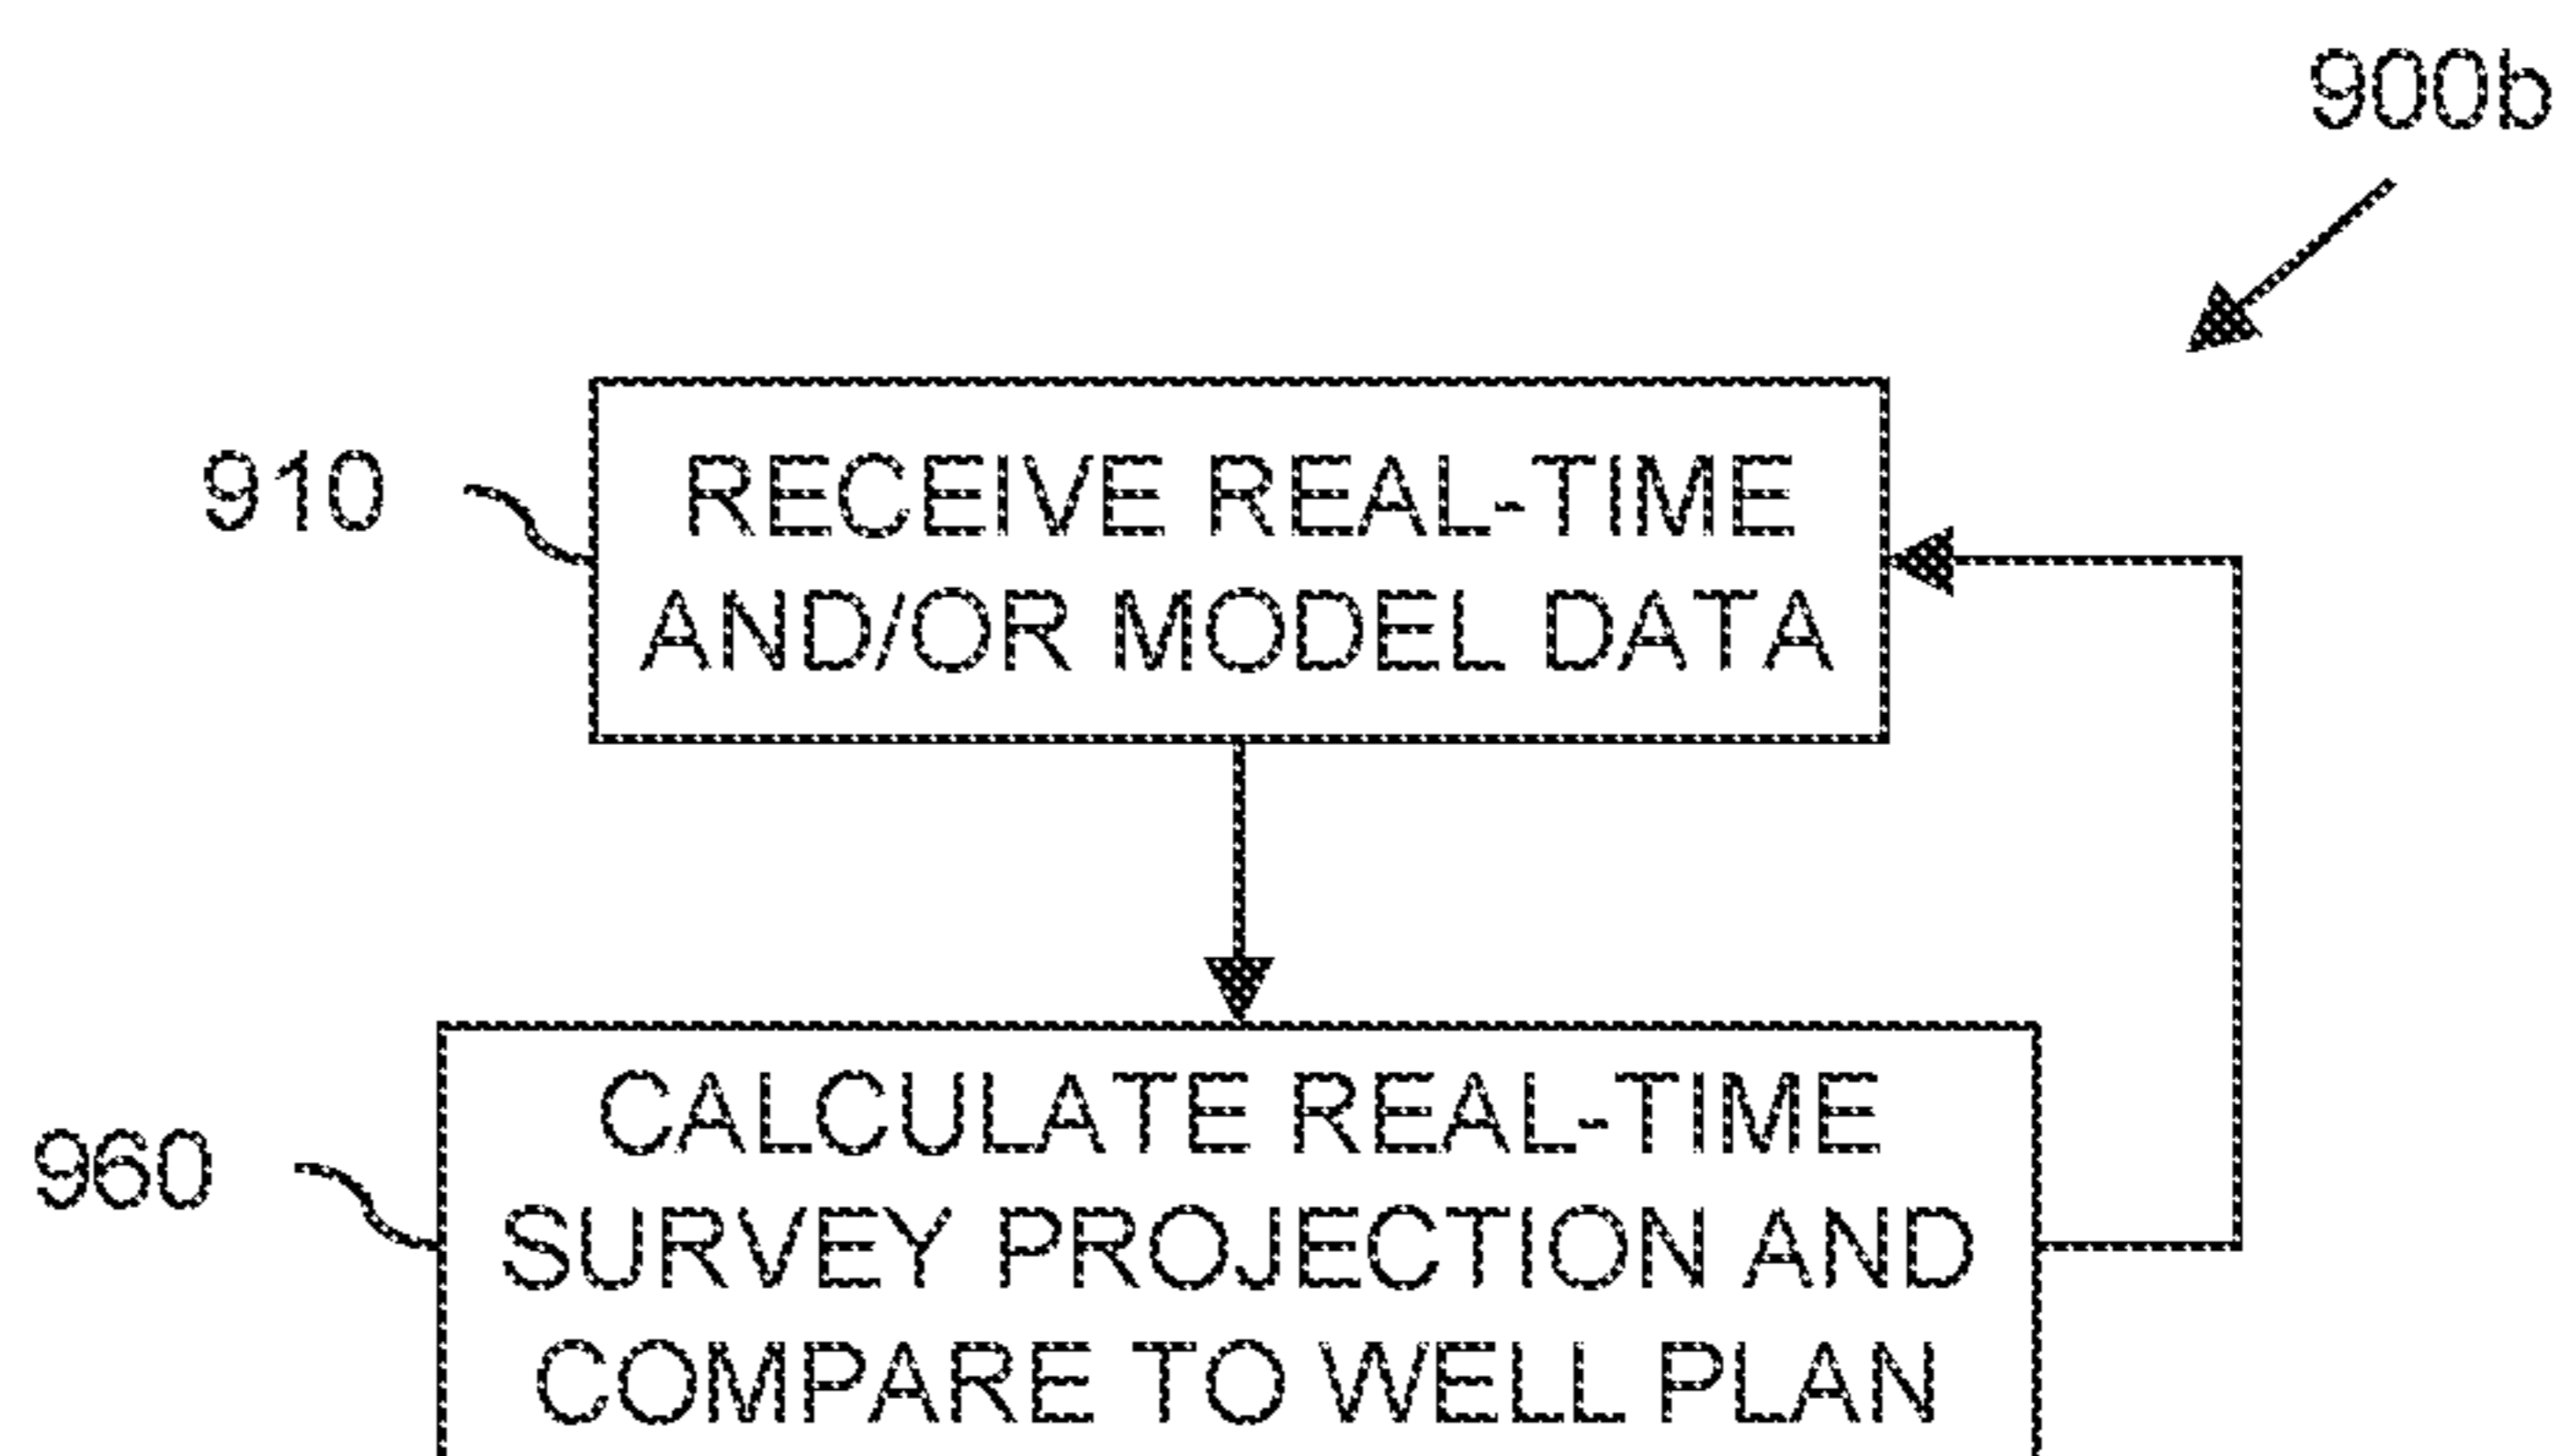 900b
910
RECEIVE REAL-TIME
AND/OR MODEL DATA
960
CALCULATE REAL-TIME
SURVEY PROJECTION AND
COMPARE TO WELL PLAN